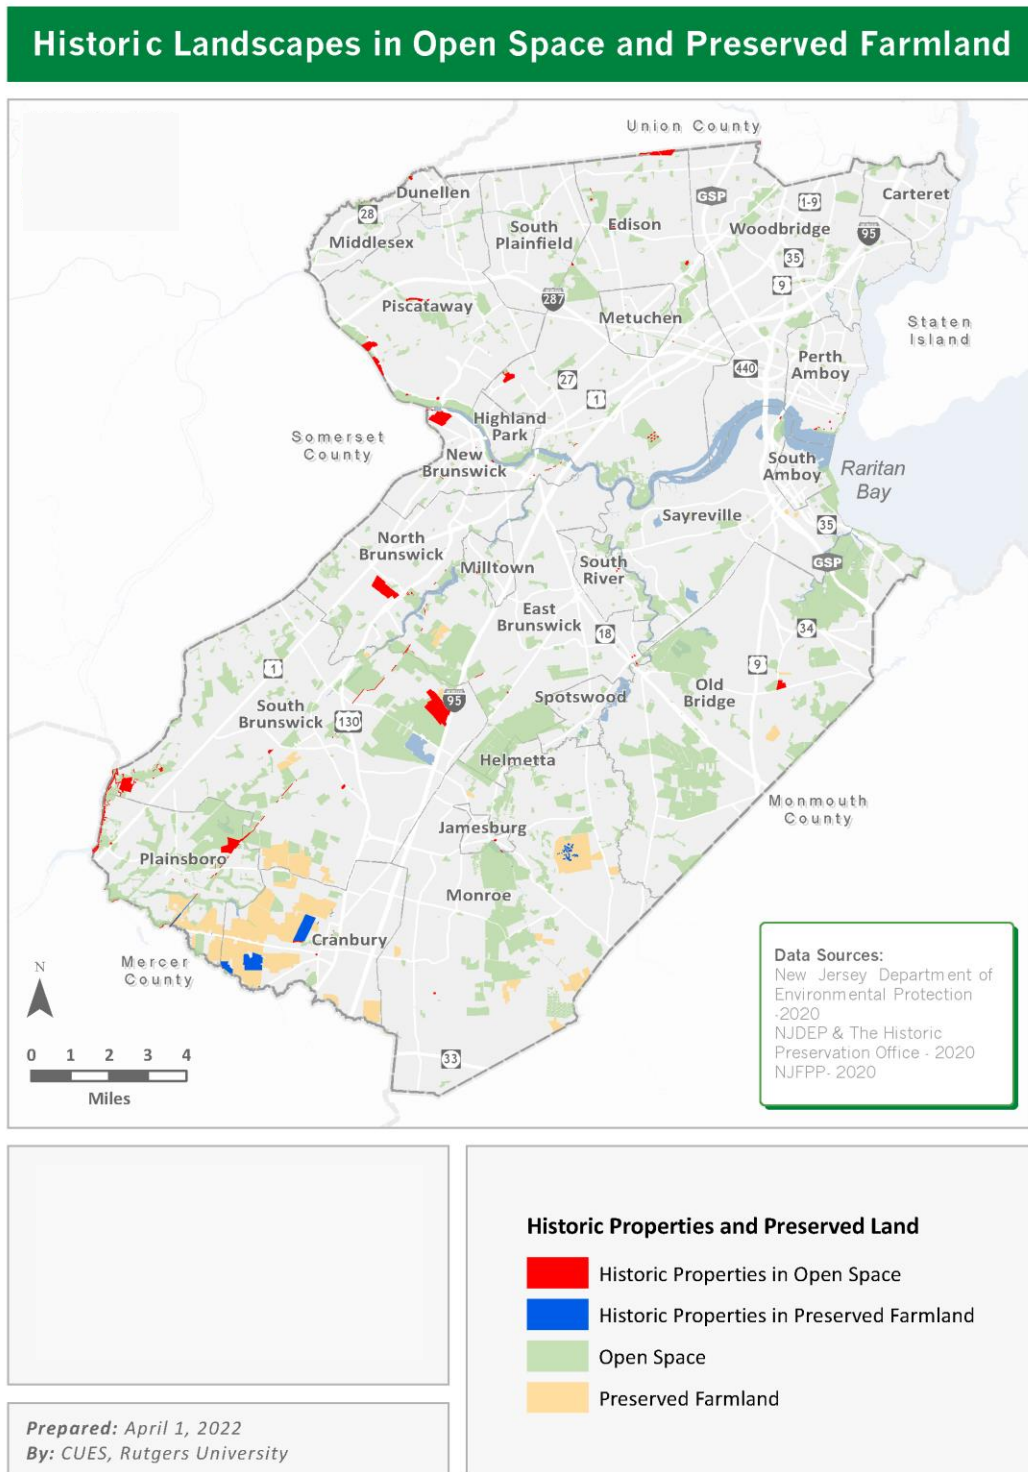 Historic Landscapes in Open Space and Preserved Farmland
Union County
Dunellen
Carteret
GSP
1-9
28
South
Plainfield
Edison
Woodbridge
95
Middlesex
35
9
287
Piscataway
Metuchen
Staten
Island
Perth
Amboy
440
27
1
Highland
Park
Somerset
County
New
Brunswick
South
Amboy
Raritan
Bay
Sayreville
35
North
Brunswick
Milltown
South
River
GSP
East
Brunswick
18
34
1
9
South
Brunswick
130
95
Spotswood
Old
Bridge
Helmetta
Monmouth
County
Jamesburg
Plainsboro
Monroe
Cranbury
Mercer
County
N
0 1 2 3 4
Miles
33
Data Sources:
New Jersey Department of
Environmental Protection
-2020
NJDEP & The Historic
Preservation Office - 2020
NJFPP- 2020
Historic Properties and Preserved Land
Historic Properties in Open Space
Historic Properties in Preserved Farmland
Open Space
Preserved Farmland
Prepared: April 1, 2022
By: CUES, Rutgers University